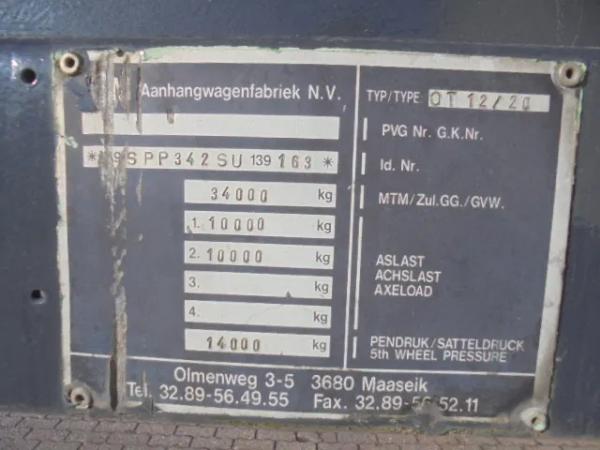 Aanhangwagenfabriek N.V.
TYP/TYPE: OT 12/20
PVG Nr. G.K.Nr.
* 9SPP342SU139163 * Id. Nr.
34000 kg MTM/Zul.GG./GVW.
1. 10000 kg
2. 10000 kg ASLAST
3. kg ACHSLAST
4. kg AXELOAD
14000 kg PENDRUK/SATTELDRUCK
5th WHEEL PRESSURE
Olmenweg 3-5 3680 Maaseik
Tel. 32.89-56.49.55 Fax. 32.89-56.52.11